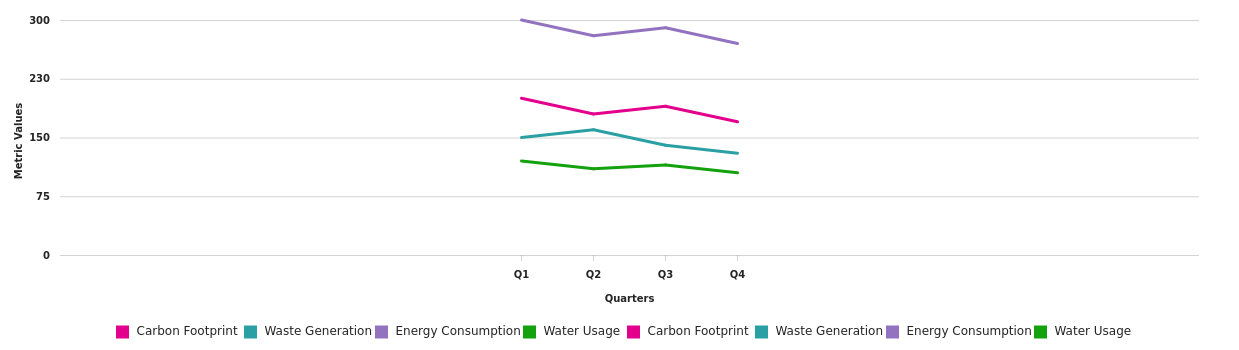 300
230
150
75
0
Metric Values
Q1 Q2 Q3 Q4
Quarters
Carbon Footprint Waste Generation Energy Consumption Water Usage Carbon Footprint Waste Generation Energy Consumption Water Usage